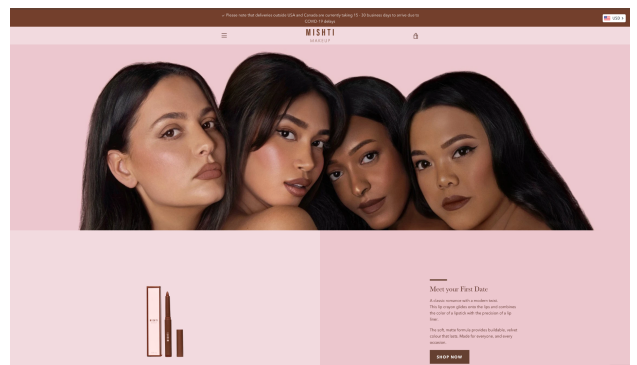 ✓ Please note that deliveries outside USA and Canada are currently taking 15 - 30 business days to arrive due to
COVID 19 delays
USD
MISHTI
MAKEUP
MISHTI
Meet your First Date
A classic romance with a modern twist.
This lip crayon glides onto the lips and combines
the color of a lipstick with the precision of a lip
liner.
The soft, matte formula provides buildable, velvet
colour that lasts. Made for everyone, and every
occasion.
SHOP NOW